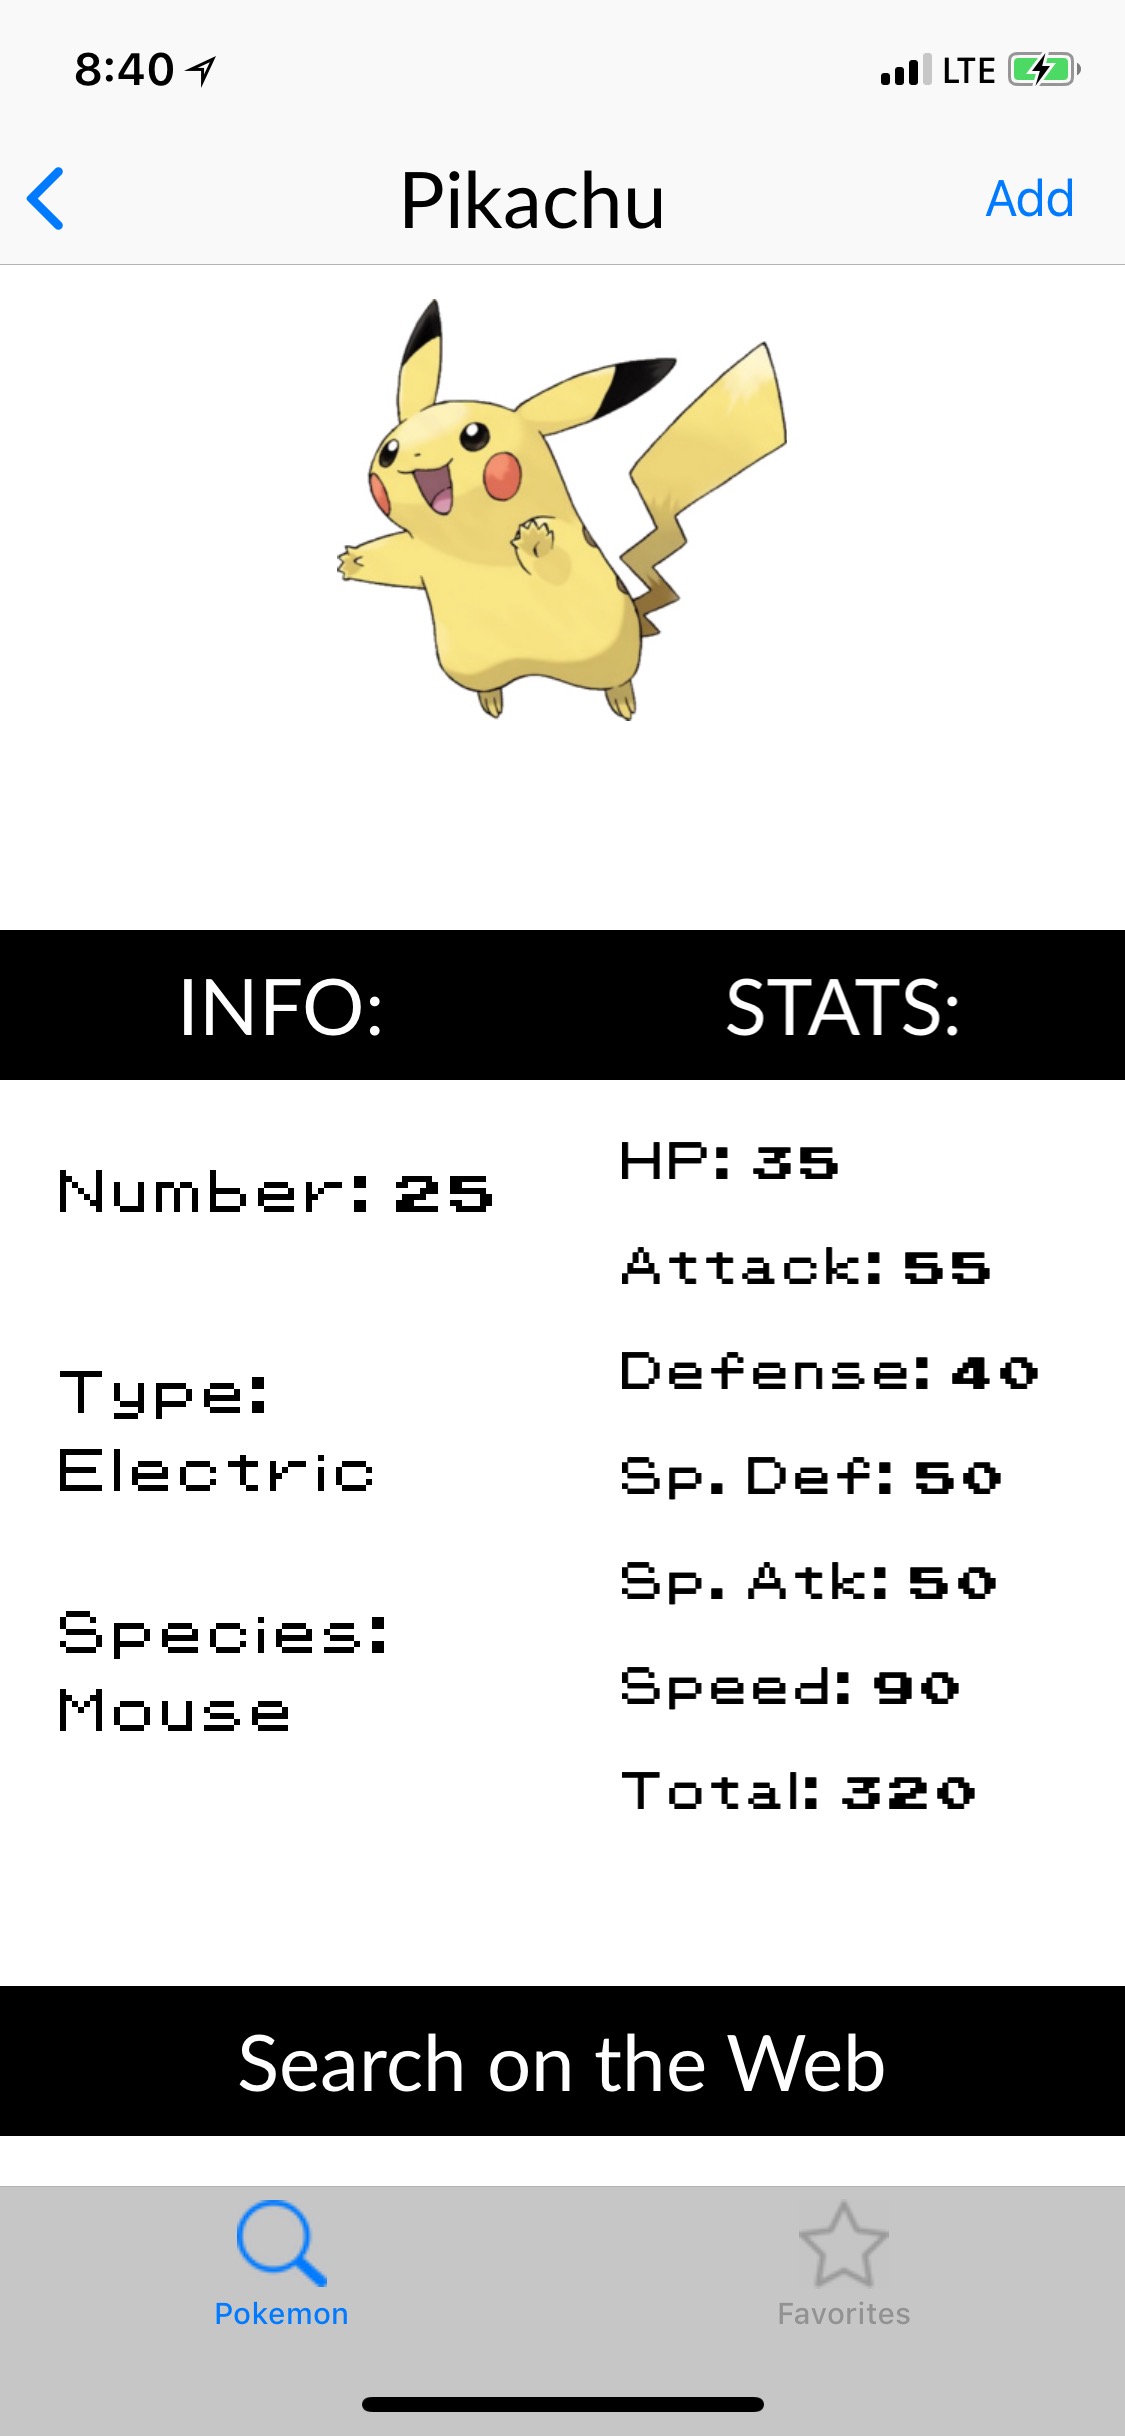 8:40 LTE
Pikachu Add
INFO: STATS:
Number: 25
Type:
Electric
Species:
Mouse
HP: 35
Attack: 55
Defense: 40
Sp. Def: 50
Sp. Atk: 50
Speed: 90
Total: 320
Search on the Web
Pokemon Favorites